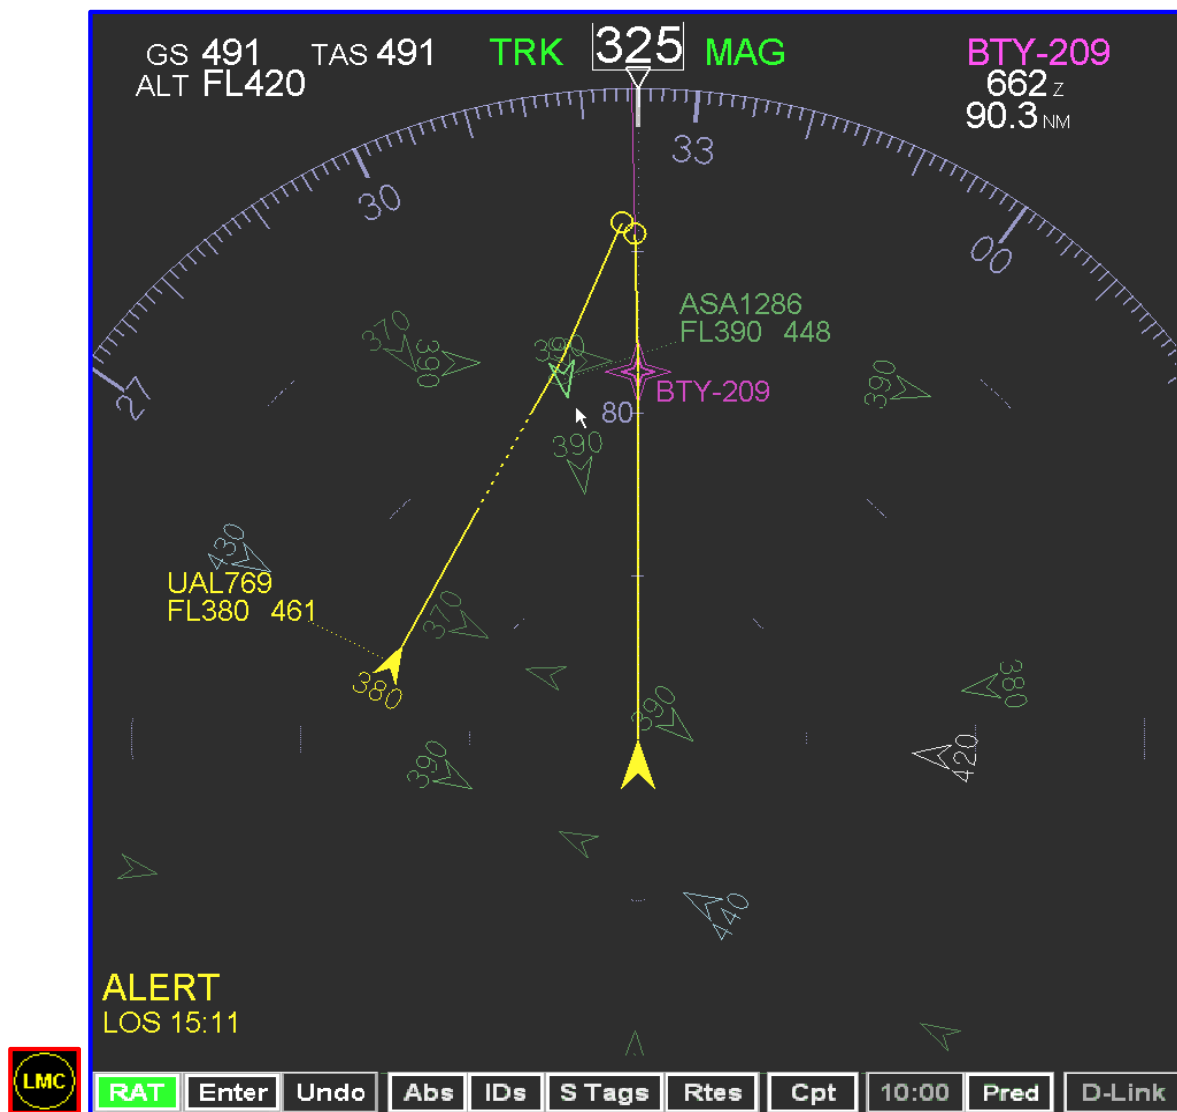 GS 491 TAS 491 TRK 325 MAG BTY-209
ALT FL420 662 Z
90.3 NM
33
30
00
27
ASA1286
FL390 448
370
390
390
BTY-209
80
390
430
UAL769
FL380 461
370
380
380
390
390
420
440
ALERT
LOS 15:11
LMC RAT Enter Undo Abs IDs S Tags Rtes Cpt 10:00 Pred D-Link